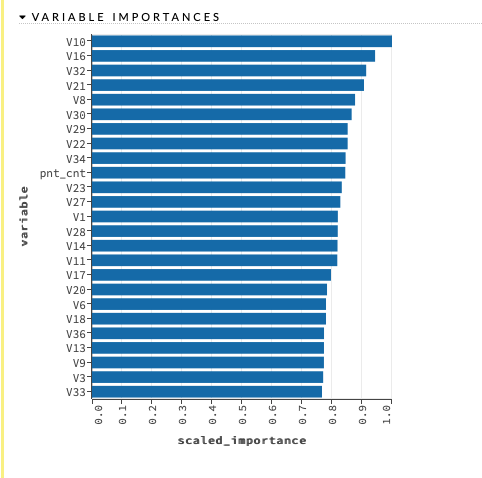 VARIABLE IMPORTANCES
V10
V16
V32
V21
V8
V30
V29
V22
V34
pnt_cnt
V23
V27
V1
V28
V14
V11
V17
V20
V6
V18
V36
V13
V9
V3
V33
variable
0.0 0.1 0.2 0.3 0.4 0.5 0.6 0.7 0.8 0.9 1.0
scaled_importance